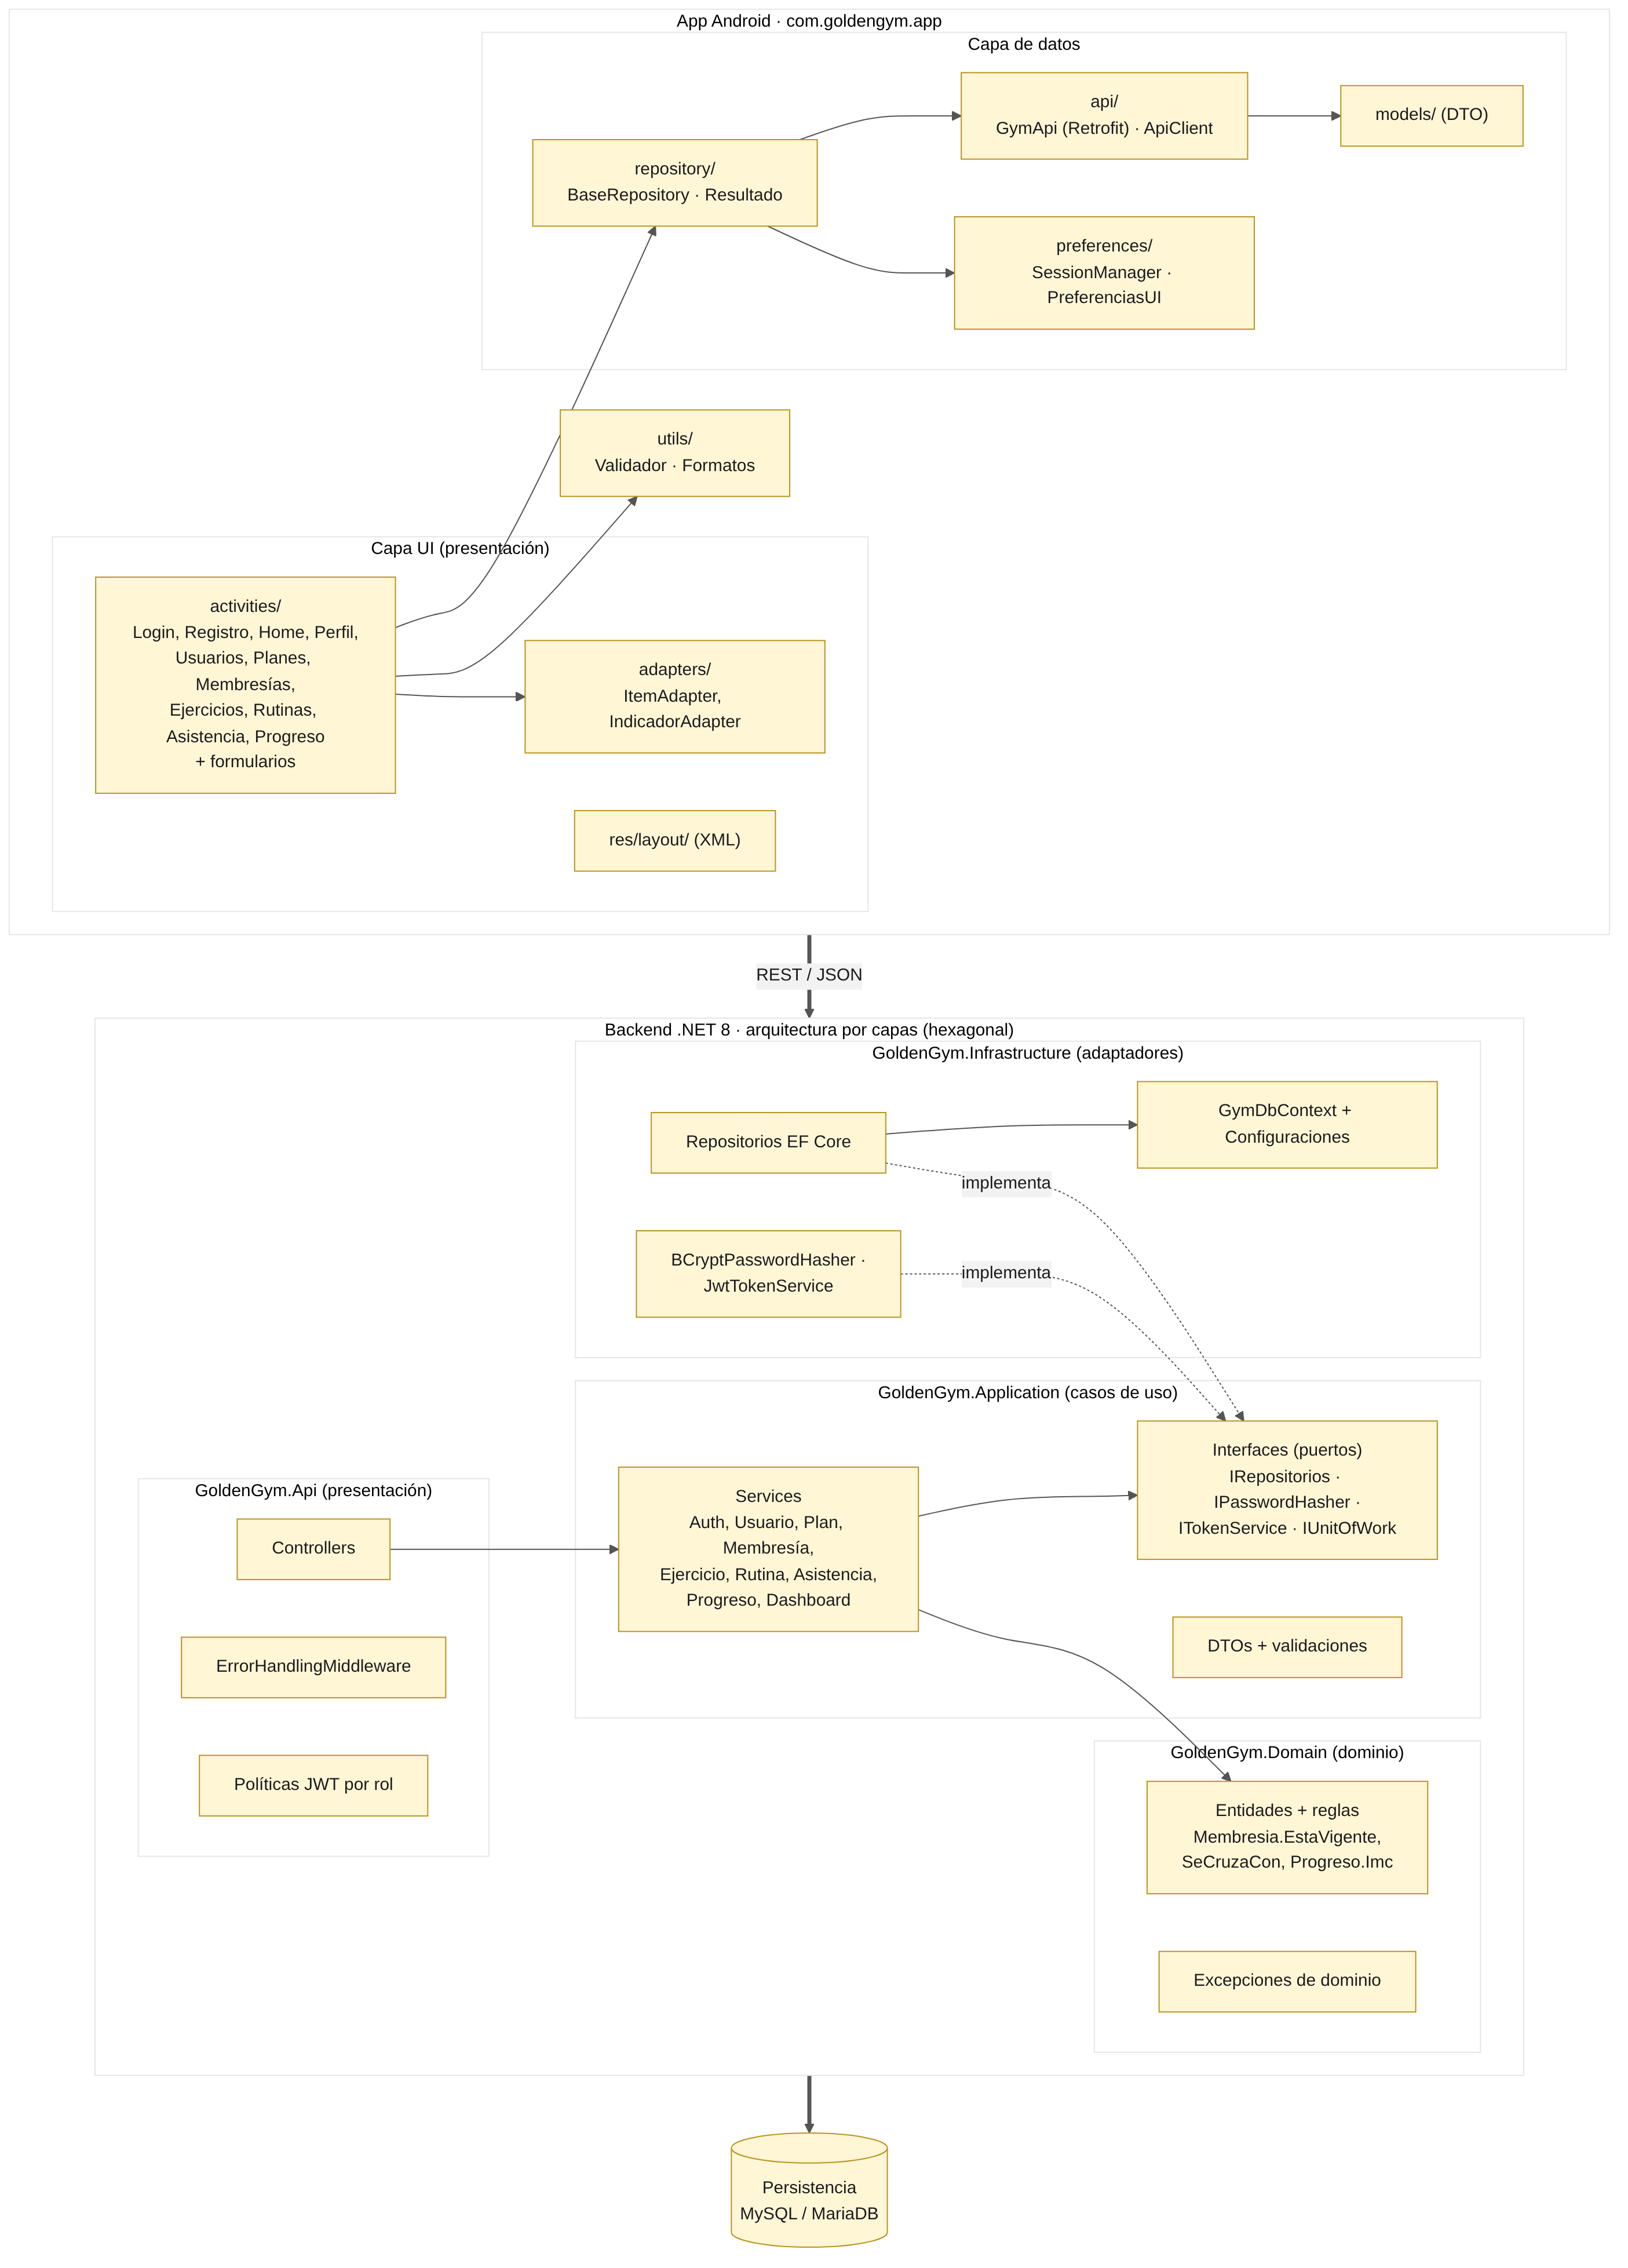 App Android · com.goldengym.app
Capa de datos
api/
GymApi (Retrofit) · ApiClient
models/ (DTO)
repository/
BaseRepository · Resultado
preferences/
SessionManager ·
PreferenciasUI
utils/
Validador · Formatos
Capa UI (presentación)
activities/
Login, Registro, Home, Perfil,
Usuarios, Planes,
Membresías,
Ejercicios, Rutinas,
Asistencia, Progreso
+ formularios
adapters/
ItemAdapter,
IndicadorAdapter
res/layout/ (XML)
REST / JSON
Backend .NET 8 · arquitectura por capas (hexagonal)
GoldenGym.Infrastructure (adaptadores)
GymDbContext +
Configuraciones
Repositorios EF Core
implementa
BCryptPasswordHasher ·
JwtTokenService
implementa
GoldenGym.Application (casos de uso)
Interfaces (puertos)
IRepositorios ·
IPasswordHasher ·
ITokenService · IUnitOfWork
Services
Auth, Usuario, Plan,
Membresía,
Ejercicio, Rutina, Asistencia,
Progreso, Dashboard
DTOs + validaciones
GoldenGym.Api (presentación)
Controllers
ErrorHandlingMiddleware
Políticas JWT por rol
GoldenGym.Domain (dominio)
Entidades + reglas
Membresia.EstaVigente,
SeCruzaCon, Progreso.Imc
Excepciones de dominio
Persistencia
MySQL / MariaDB